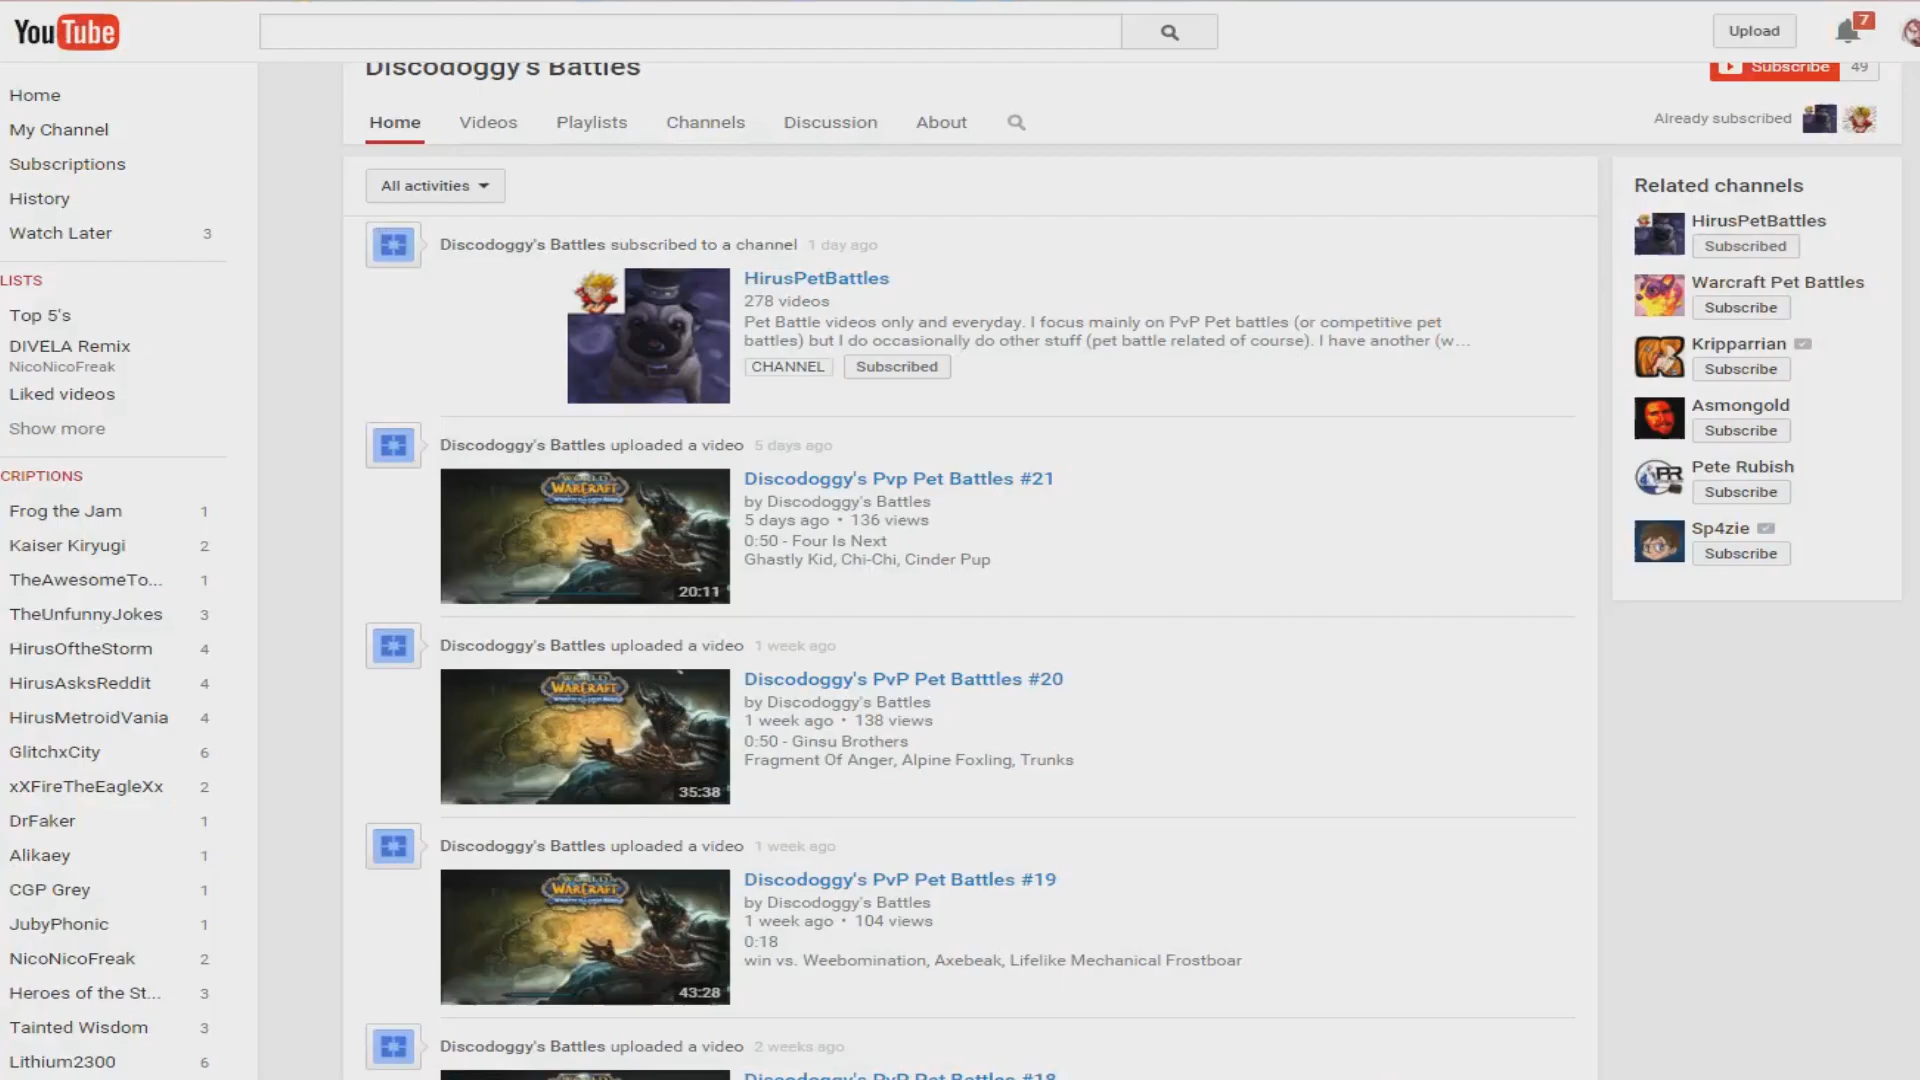 YouTube
Upload
7
Home
My Channel
Subscriptions
History
Watch Later 3
LISTS
Top 5's
DIVELA Remix
NicoNicoFreak
Liked videos
Show more
CRIPTIONS
Frog the Jam 1
Kaiser Kiryugi 2
TheAwesomeTo... 1
TheUnfunnyJokes 3
HirusOftheStorm 4
HirusAsksReddit 4
HirusMetroidVania 4
GlitchxCity 6
xXFireTheEagleXx 2
DrFaker 1
Alikaey 1
CGP Grey 1
JubyPhonic 1
NicoNicoFreak 2
Heroes of the St... 3
Tainted Wisdom 3
Lithium2300 6
Discodoggy's Battles
Subscribe 49
Home Videos Playlists Channels Discussion About
Already subscribed
All activities
Discodoggy's Battles subscribed to a channel 1 day ago
HirusPetBattles
278 videos
Pet Battle videos only and everyday. I focus mainly on PvP Pet battles (or competitive pet
battles) but I do occasionally do other stuff (pet battle related of course). I have another (w...
CHANNEL Subscribed
Discodoggy's Battles uploaded a video 5 days ago
WORLD
WARCRAFT
20:11
Discodoggy's Pvp Pet Battles #21
by Discodoggy's Battles
5 days ago • 136 views
0:50 - Four Is Next
Ghastly Kid, Chi-Chi, Cinder Pup
Discodoggy's Battles uploaded a video 1 week ago
WORLD
WARCRAFT
35:38
Discodoggy's PvP Pet Batttles #20
by Discodoggy's Battles
1 week ago • 138 views
0:50 - Ginsu Brothers
Fragment Of Anger, Alpine Foxling, Trunks
Discodoggy's Battles uploaded a video 1 week ago
WORLD
WARCRAFT
43:28
Discodoggy's PvP Pet Battles #19
by Discodoggy's Battles
1 week ago • 104 views
0:18
win vs. Weebomination, Axebeak, Lifelike Mechanical Frostboar
Discodoggy's Battles uploaded a video 2 weeks ago
Discodoggy's PvP Pet Battles #18
Related channels
HirusPetBattles
Subscribed
Warcraft Pet Battles
Subscribe
Kripparrian
Subscribe
Asmongold
Subscribe
Pete Rubish
Subscribe
Sp4zie
Subscribe